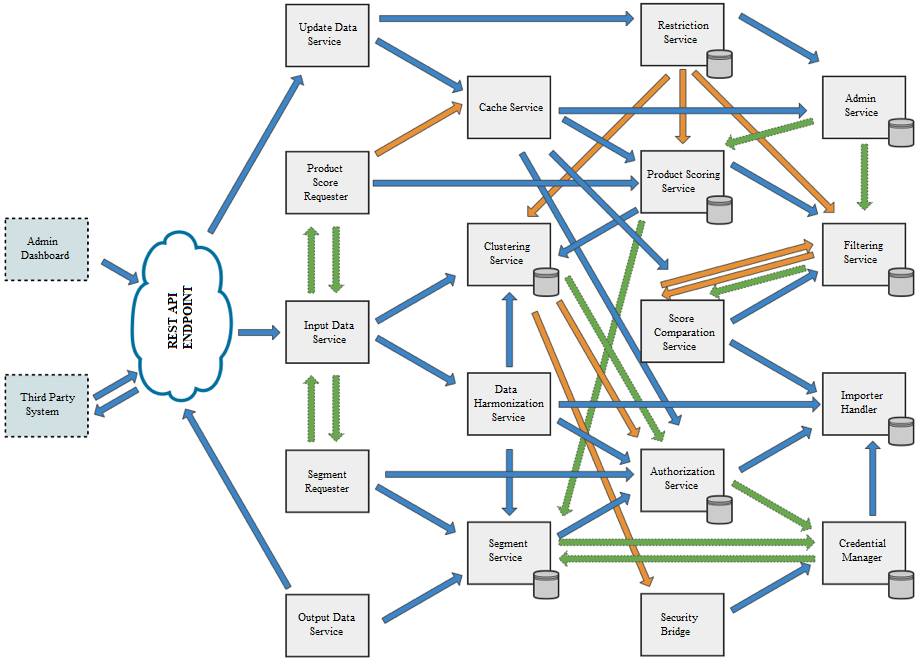 Update Data
Service
Restriction
Service
Cache Service
Admin
Service
Product
Score
Requester
Product Scoring
Service
Admin
Dashboard
Clustering
Service
Filtering
Service
REST API
ENDPOINT
Input Data
Service
Score
Comparation
Service
Third Party
System
Data
Harmonization
Service
Importer
Handler
Segment
Requester
Authorization
Service
Segment
Service
Credential
Manager
Output Data
Service
Security
Bridge